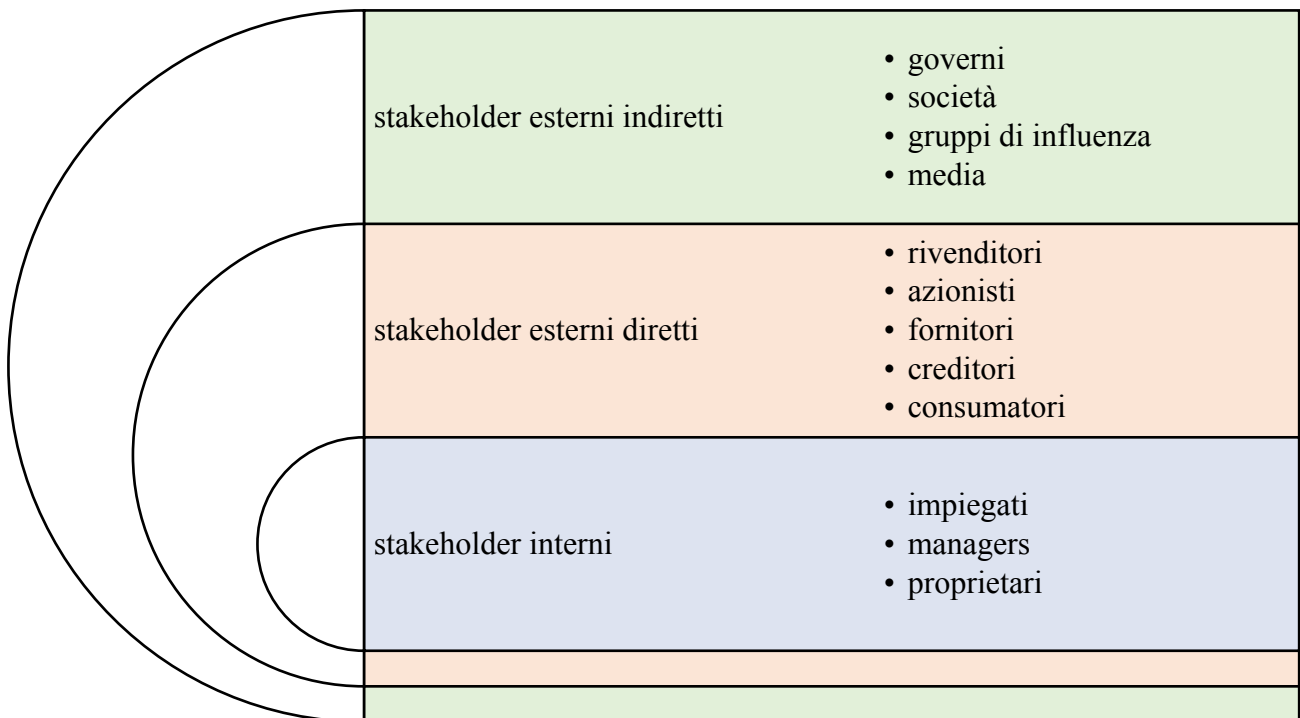 stakeholder esterni indiretti
• governi
• società
• gruppi di influenza
• media
stakeholder esterni diretti
• rivenditori
• azionisti
• fornitori
• creditori
• consumatori
stakeholder interni
• impiegati
• managers
• proprietari